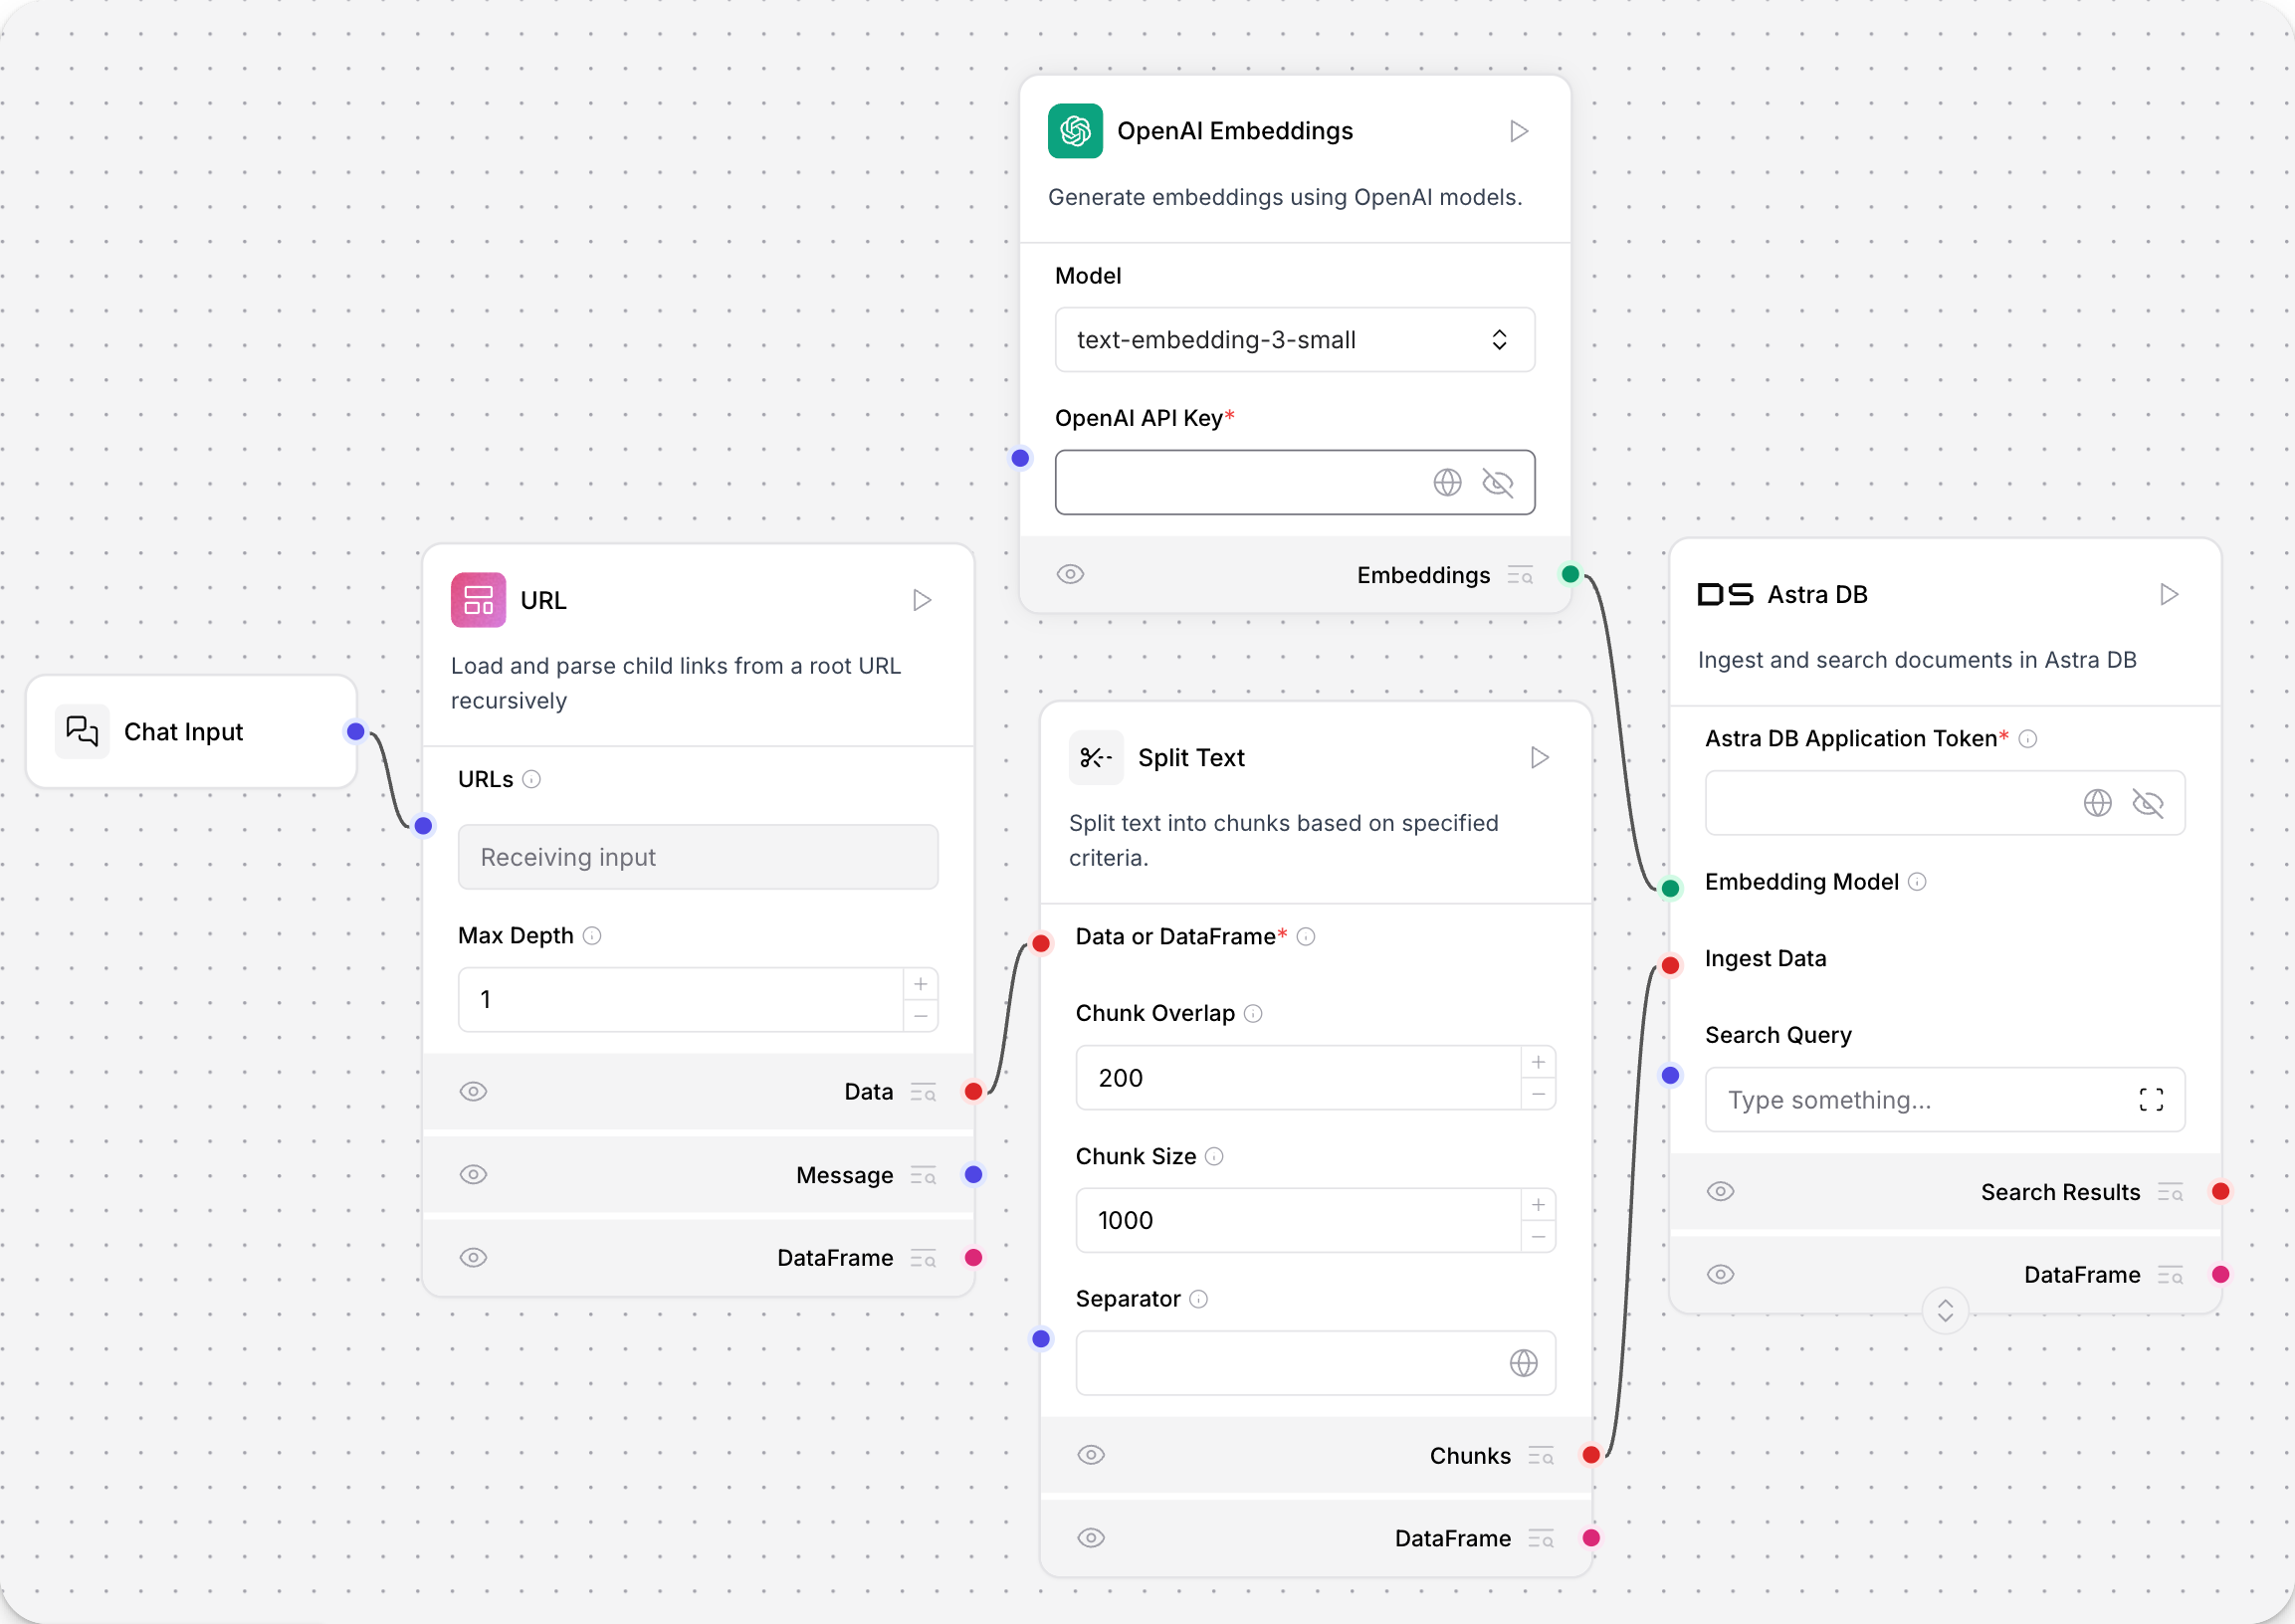 Chat Input
URL
Load and parse child links from a root URL
recursively
URLs
Receiving input
Max Depth
1
Data
Message
DataFrame
OpenAI Embeddings
Generate embeddings using OpenAI models.
Model
text-embedding-3-small
OpenAI API Key*
Embeddings
Split Text
Split text into chunks based on specified
criteria.
Data or DataFrame*
Chunk Overlap
200
Chunk Size
1000
Separator
Chunks
DataFrame
DS Astra DB
Ingest and search documents in Astra DB
Astra DB Application Token*
Embedding Model
Ingest Data
Search Query
Type something...
Search Results
DataFrame